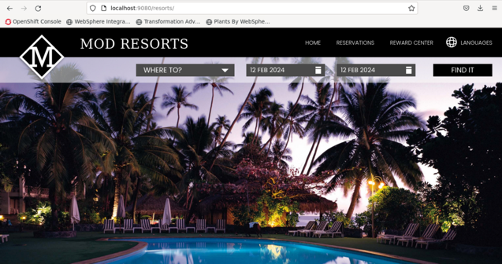 localhost:9080/resorts/
OpenShift Console WebSphere Integra... Transformation Adv... Plants By WebSphe...
M MOD RESORTS HOME RESERVATIONS REWARD CENTER LANGUAGES
WHERE TO? 12 FEB 2024 12 FEB 2024 FIND IT